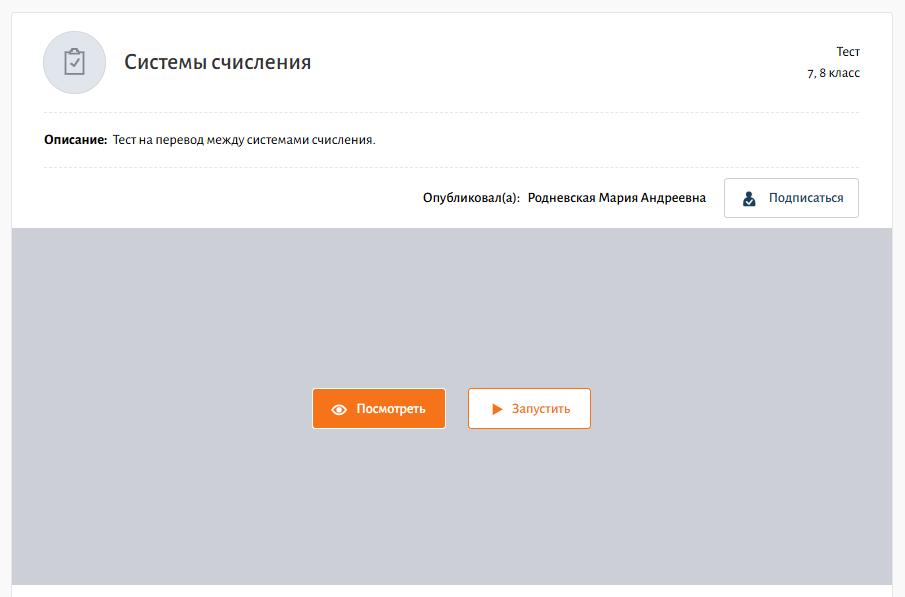 Системы счисления
Тест
7, 8 класс
Описание: Тест на перевод между системами счисления.
Опубликовал(а): Родневская Мария Андреевна
Подписаться
Посмотреть
Запустить